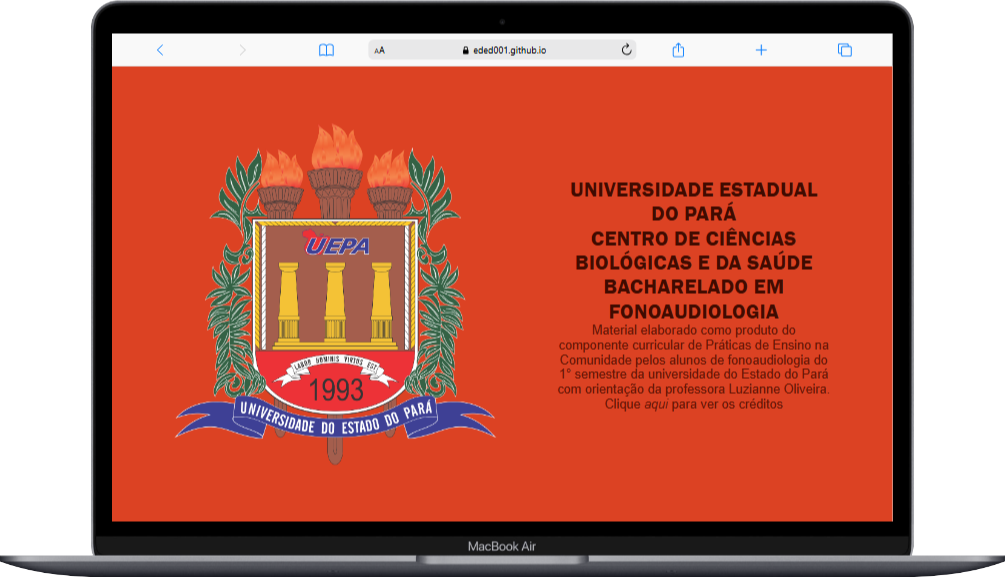 AA
eded001.github.io
UEPA
LABOR DOMINIS VIRTUS EST
1993
UNIVERSIDADE DO ESTADO DO PARÁ
UNIVERSIDADE ESTADUAL
DO PARÁ
CENTRO DE CIÊNCIAS
BIOLÓGICAS E DA SAÚDE
BACHARELADO EM
FONOAUDIOLOGIA
Material elaborado como produto do
componente curricular de Práticas de Ensino na
Comunidade pelos alunos de fonoaudiologia do
1° semestre da universidade do Estado do Pará
com orientação da professora Luzianne Oliveira.
Clique aqui para ver os créditos
MacBook Air